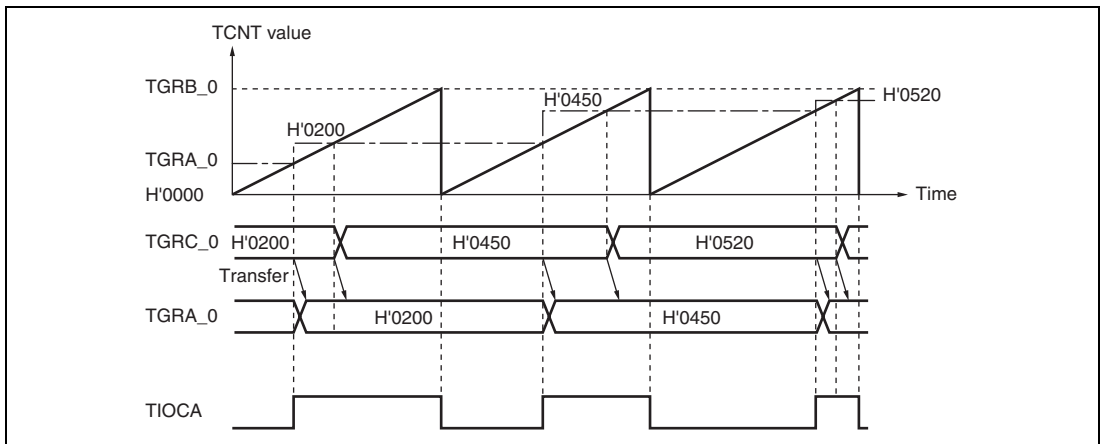 TCNT value
TGRB_0
H'0450
H'0520
H'0200
TGRA_0
H'0000
Time
TGRC_0 H'0200 H'0450 H'0520
Transfer
TGRA_0 H'0200 H'0450
TIOCA